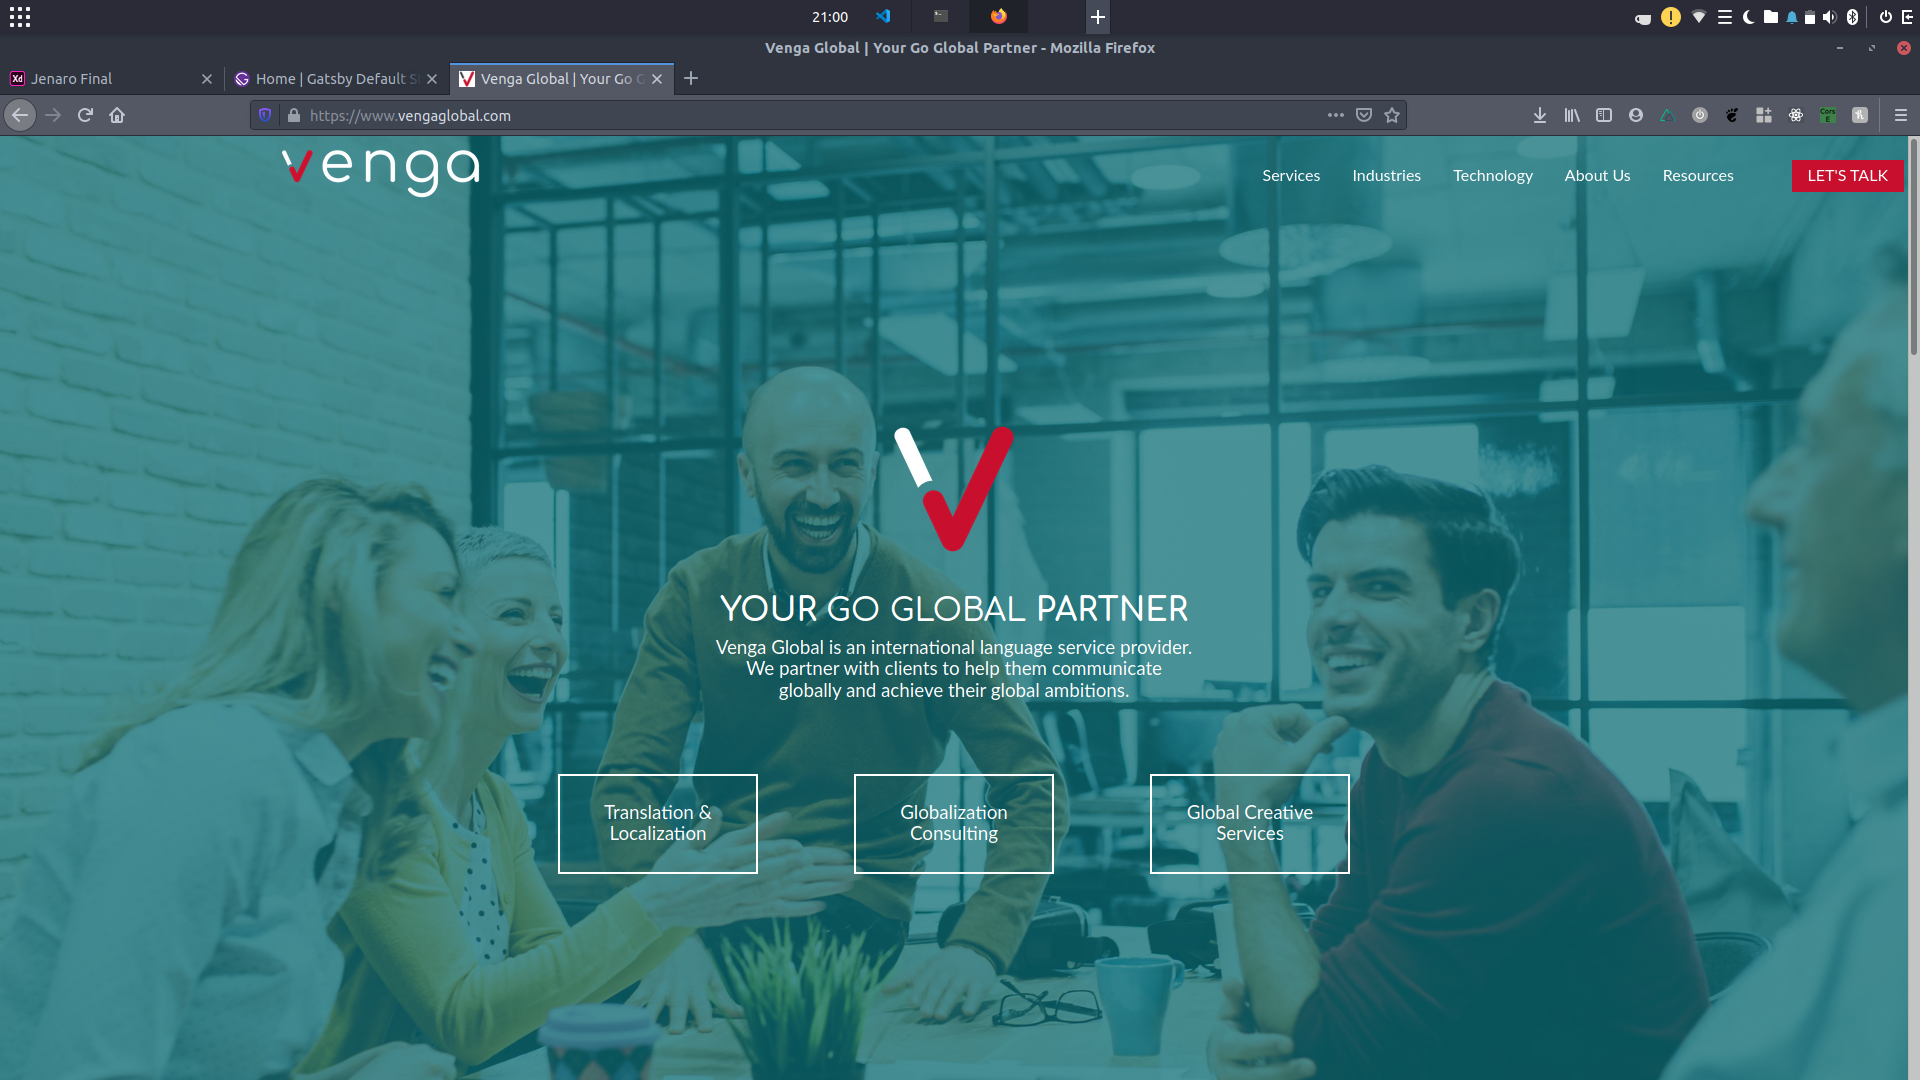 21:00
Venga Global | Your Go Global Partner - Mozilla Firefox
Xd Jenaro Final
Home | Gatsby Default S
Venga Global | Your Go G
https://www.vengaglobal.com
venga
Services
Industries
Technology
About Us
Resources
LET'S TALK
YOUR GO GLOBAL PARTNER
Venga Global is an international language service provider.
We partner with clients to help them communicate
globally and achieve their global ambitions.
Translation &
Localization
Globalization
Consulting
Global Creative
Services